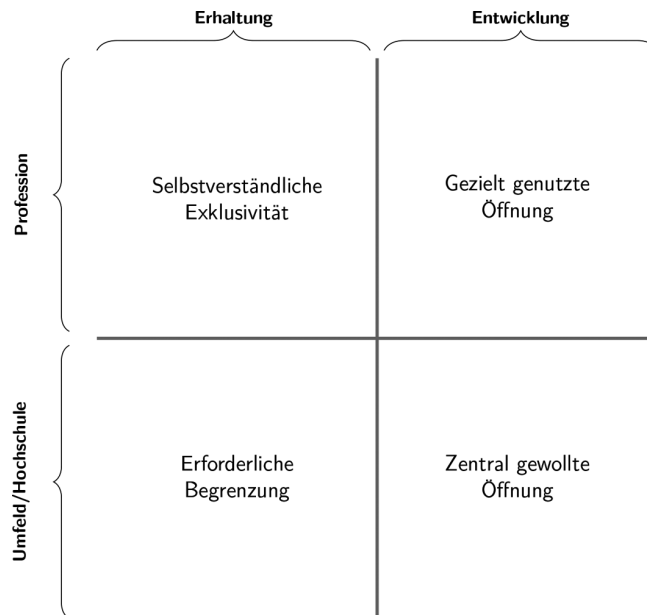 Erhaltung
Entwicklung
Profession
Selbstverständliche
Exklusivität
Gezielt genutzte
Öffnung
Umfeld/Hochschule
Erforderliche
Begrenzung
Zentral gewollte
Öffnung